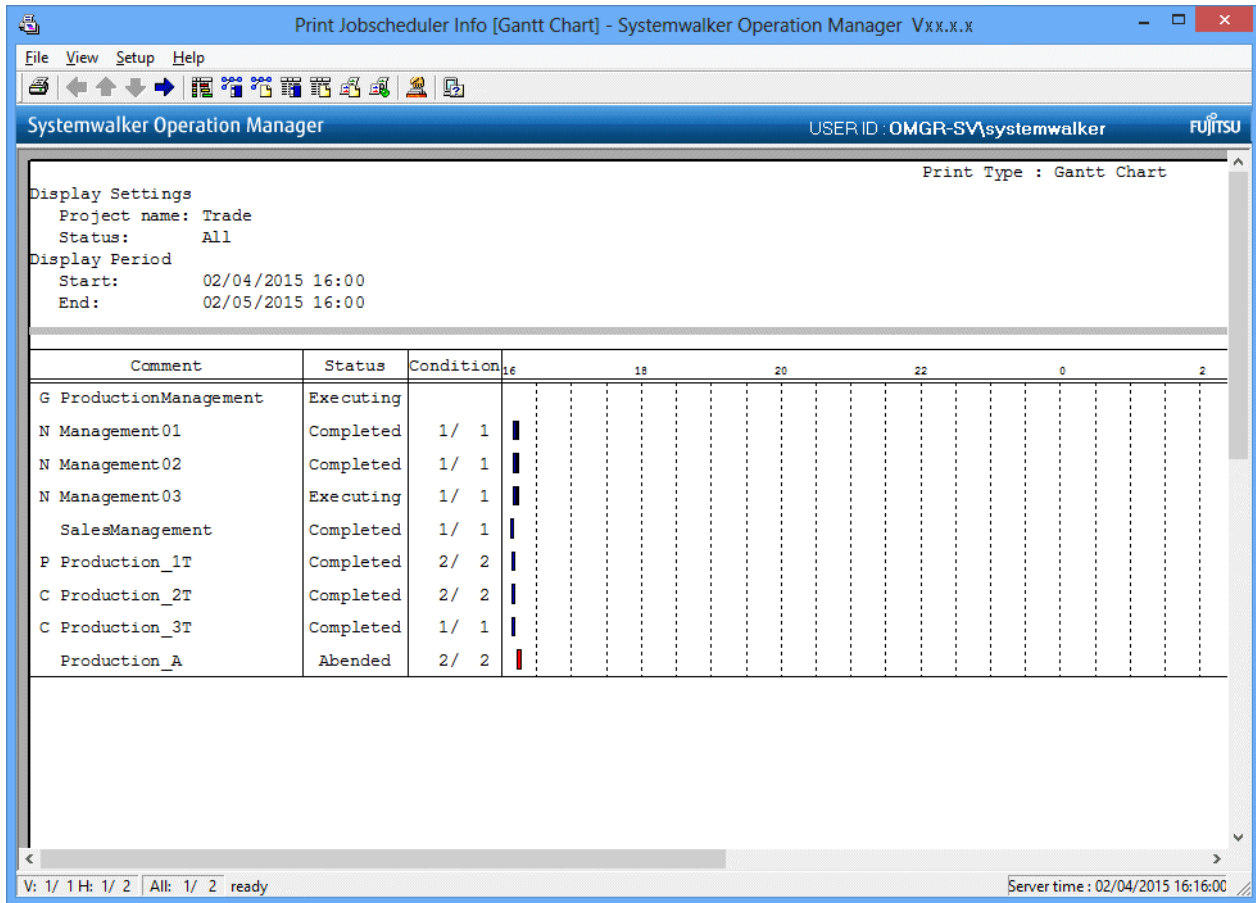 Print Jobscheduler Info [Gantt Chart] - Systemwalker Operation Manager Vxx.x.x
File View Setup Help
Systemwalker Operation Manager USER ID : OMGR-SV\systemwalker FUJITSU
Print Type : Gantt Chart
Display Settings
Project name: Trade
Status: All
Display Period
Start: 02/04/2015 16:00
End: 02/05/2015 16:00
Comment Status Condition 16 18 20 22 0 2
G ProductionManagement Executing
N Management01 Completed 1/ 1
N Management02 Completed 1/ 1
N Management03 Executing 1/ 1
SalesManagement Completed 1/ 1
P Production_1T Completed 2/ 2
C Production_2T Completed 2/ 2
C Production_3T Completed 1/ 1
Production_A Abended 2/ 2
V: 1/ 1 H: 1/ 2 All: 1/ 2 ready Server time : 02/04/2015 16:16:00